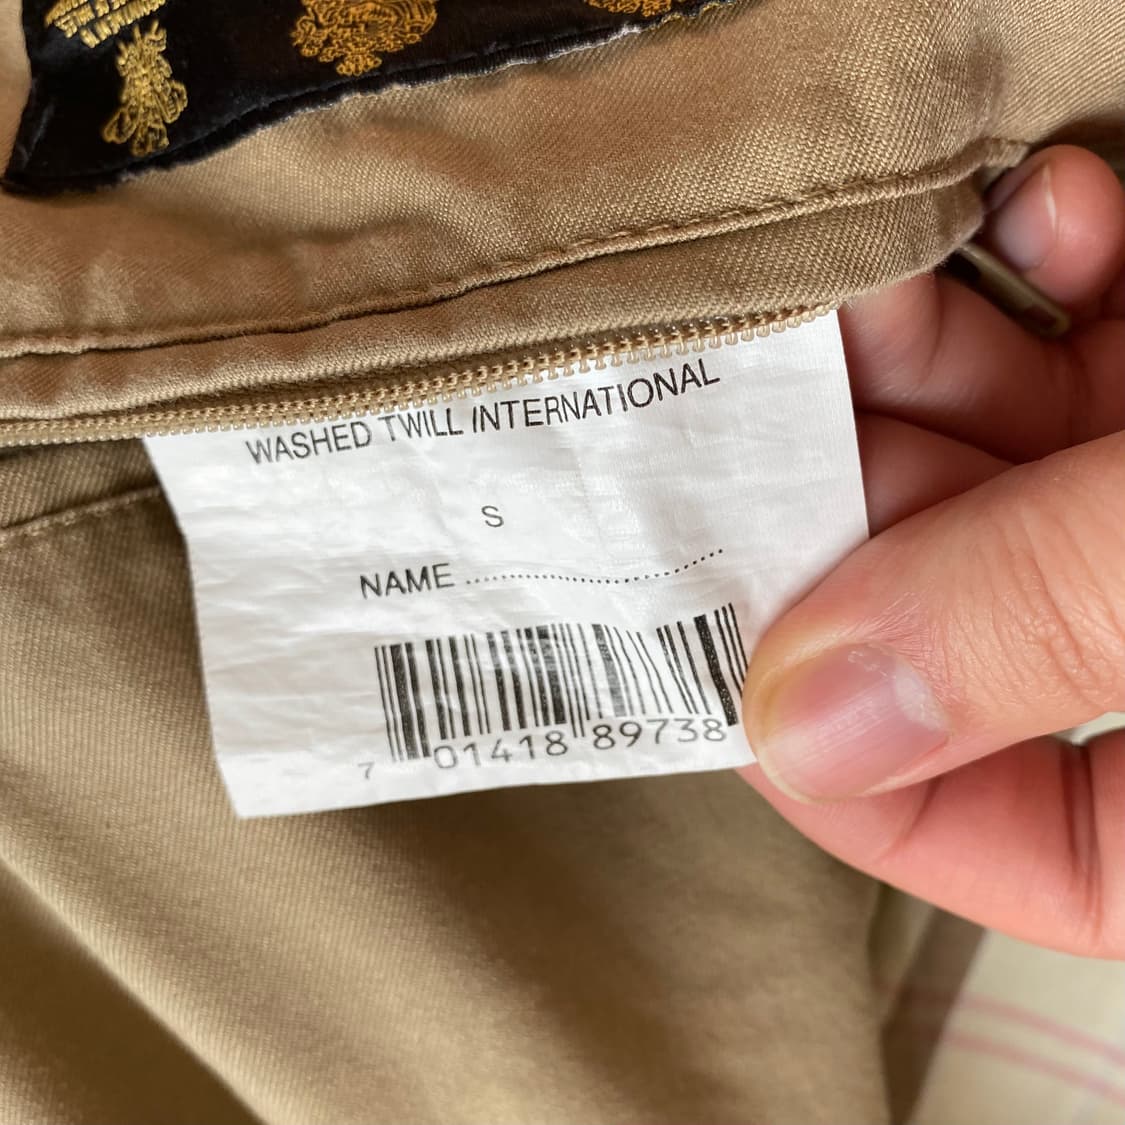 WASHED TWILL INTERNATIONAL
S
NAME ........................................
7 01418 89738